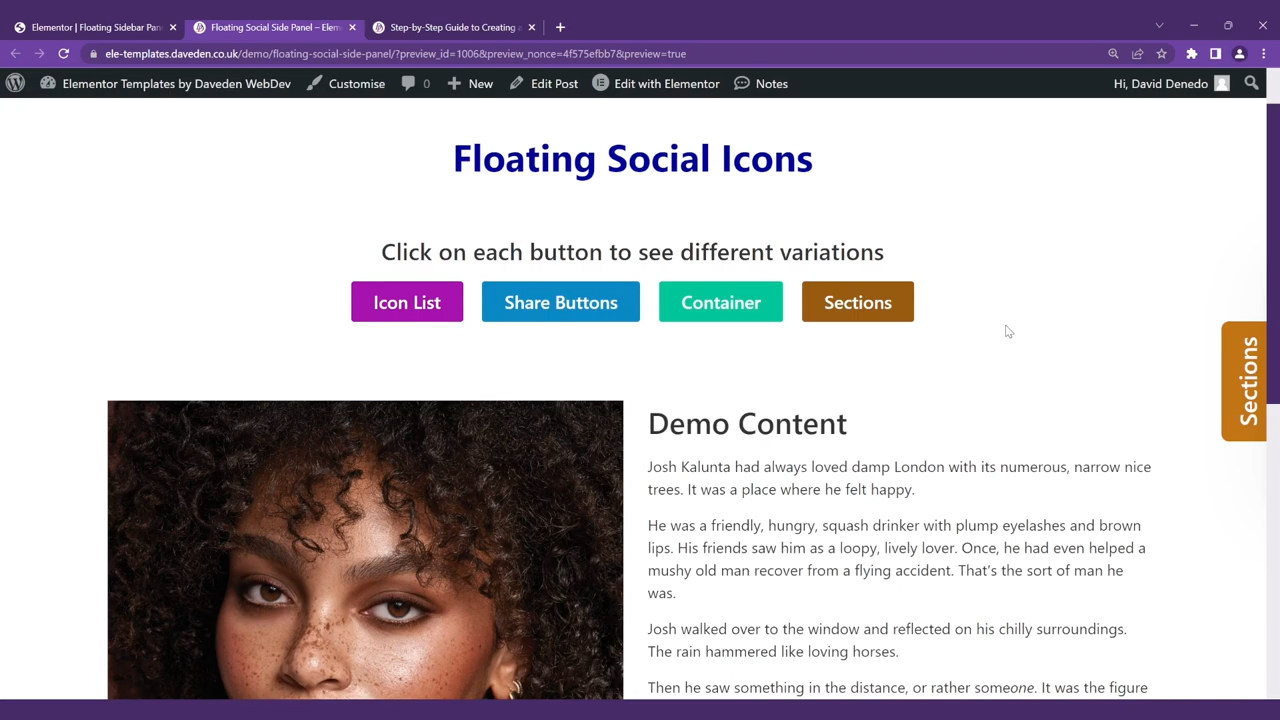 Elementor | Floating Sidebar Pan
Floating Social Side Panel – Elem
Step-by-Step Guide to Creating a
ele-templates.daveden.co.uk/demo/floating-social-side-panel/?preview_id=1006&preview_nonce=4f575efbb7&preview=true
Elementor Templates by Daveden WebDev
Customise
0
New
Edit Post
Edit with Elementor
Notes
Hi, David Denedo
Floating Social Icons
Click on each button to see different variations
Icon List
Share Buttons
Container
Sections
Sections
Demo Content
Josh Kalunta had always loved damp London with its numerous, narrow nice
trees. It was a place where he felt happy.
He was a friendly, hungry, squash drinker with plump eyelashes and brown
lips. His friends saw him as a loopy, lively lover. Once, he had even helped a
mushy old man recover from a flying accident. That's the sort of man he
was.
Josh walked over to the window and reflected on his chilly surroundings.
The rain hammered like loving horses.
Then he saw something in the distance, or rather someone. It was the figure